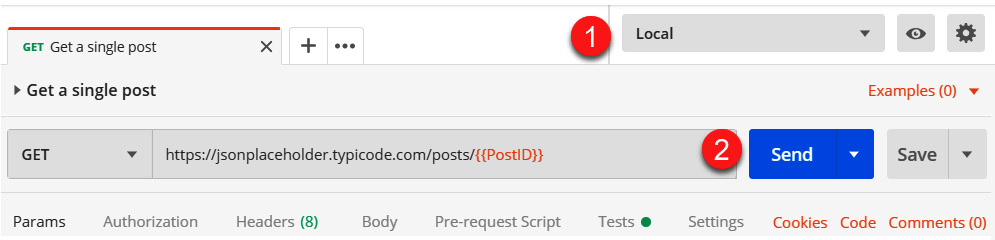 GET Get a single post
1
Local
Get a single post
Examples (0)
GET
https://jsonplaceholder.typicode.com/posts/{{PostID}}
2
Send
Save
Params Authorization Headers (8) Body Pre-request Script Tests Settings Cookies Code Comments (0)